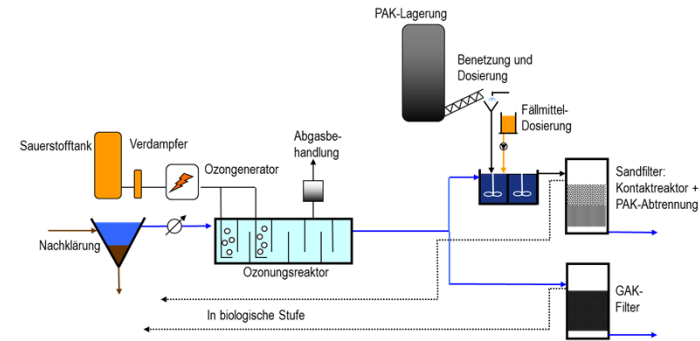 PAK-Lagerung
Benetzung und
Dosierung
Fällmittel-
Dosierung
Sauerstofftank
Verdampfer
Ozongenerator
Abgasbe-
handlung
Sandfilter:
Kontaktreaktor +
PAK-Abtrennung
Nachklärung
Ozonungsreaktor
GAK-
Filter
In biologische Stufe